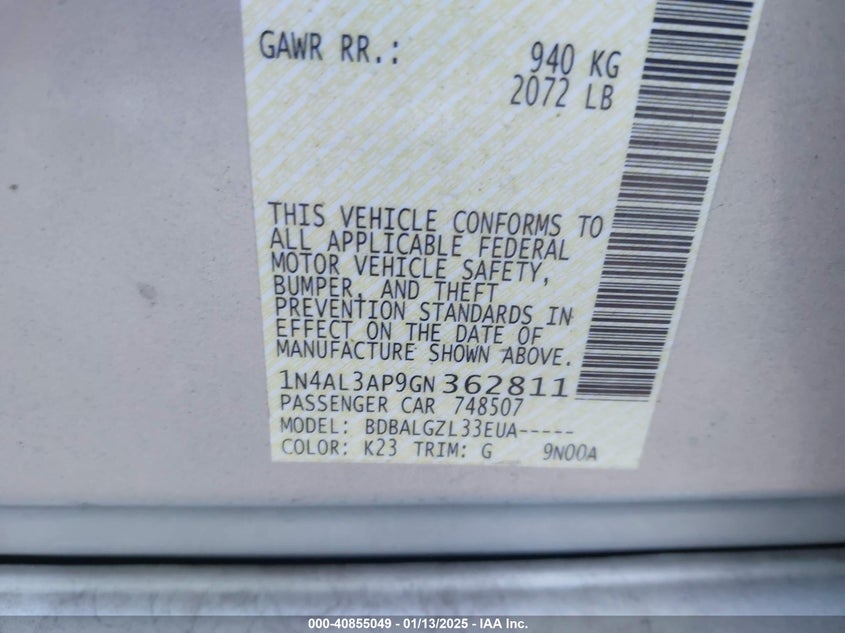 GAWR RR.: 940 KG
2072 LB
THIS VEHICLE CONFORMS TO
ALL APPLICABLE FEDERAL
MOTOR VEHICLE SAFETY,
BUMPER, AND THEFT
PREVENTION STANDARDS IN
EFFECT ON THE DATE OF
MANUFACTURE SHOWN ABOVE.
1N4AL3AP9GN362811
PASSENGER CAR 748507
MODEL: BDBALGZL33EUA-----
COLOR: K23 TRIM: G 9N00A
000-40855049 — 01/13/2025 — IAA Inc.